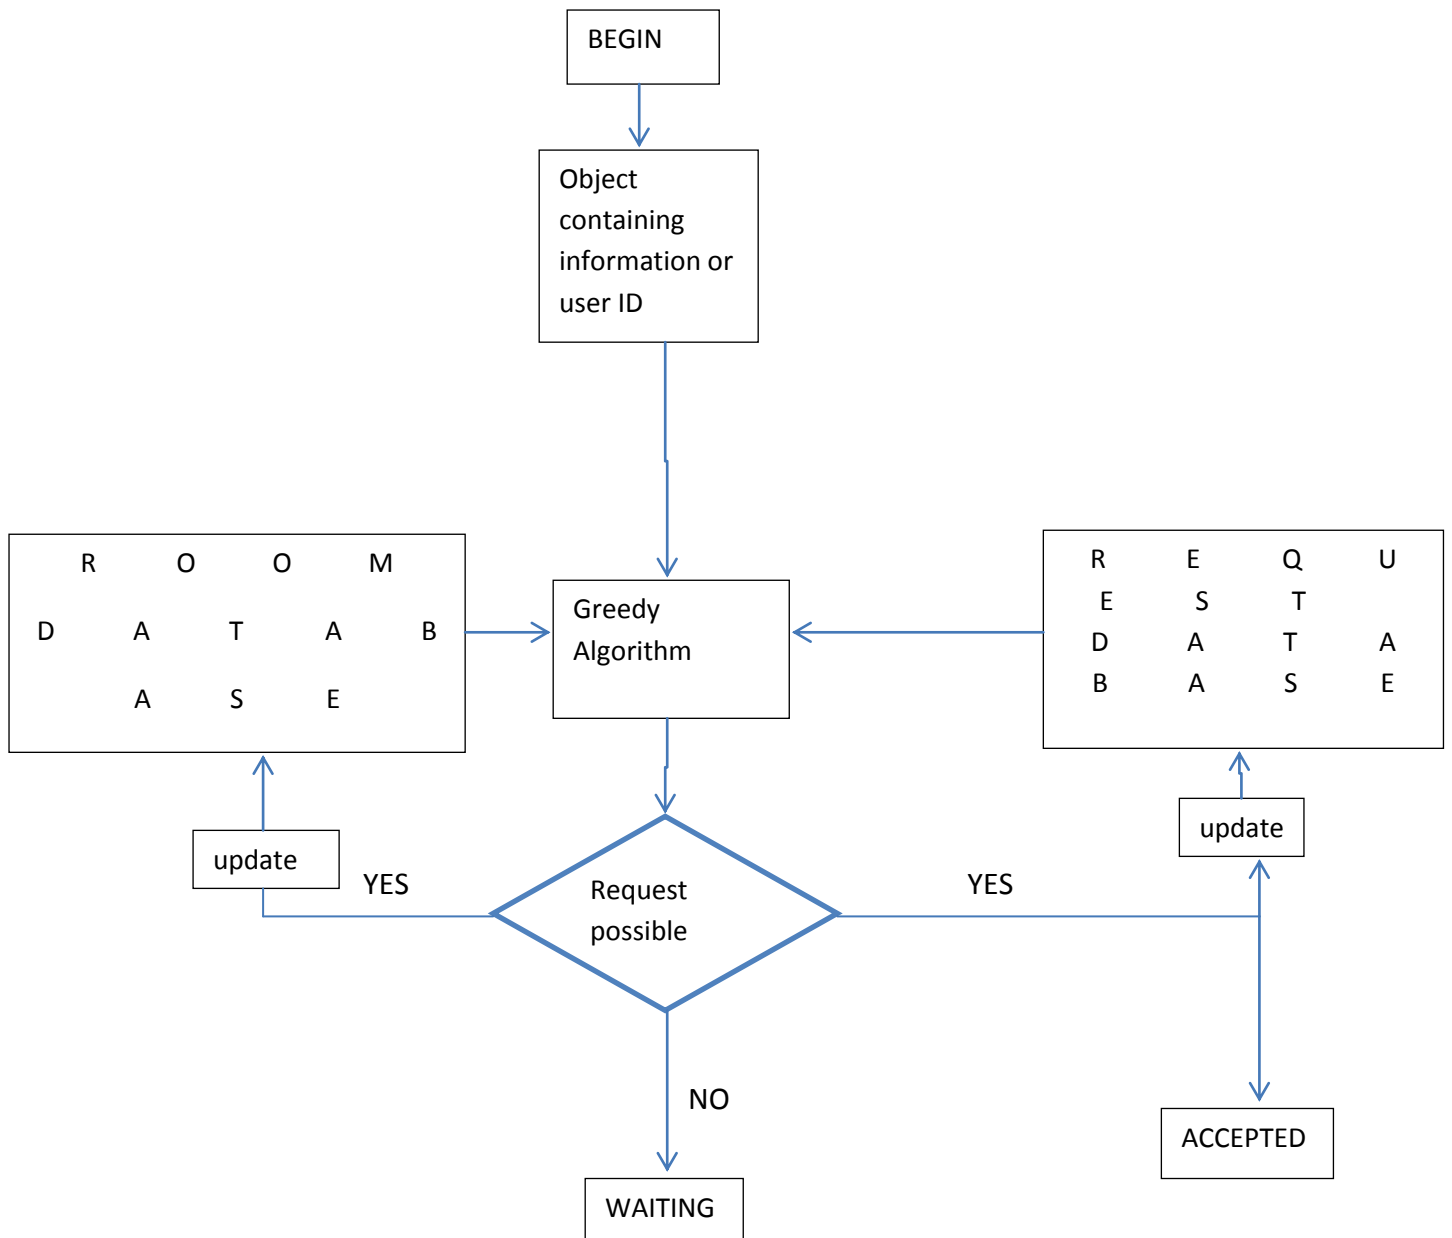 BEGIN
Object
containing
information or
user ID
R O O M
D A T A B
A S E
Greedy
Algorithm
R E Q U
E S T
D A T A
B A S E
update
update
YES
Request
possible
YES
NO
ACCEPTED
WAITING